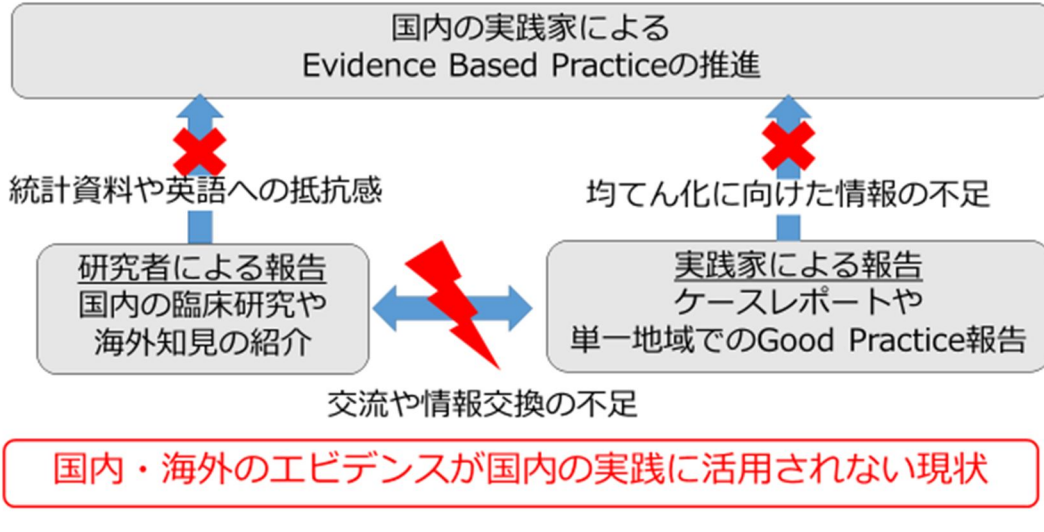 国内の実践家による
Evidence Based Practiceの推進
統計資料や英語への抵抗感
均てん化に向けた情報の不足
研究者による報告
国内の臨床研究や
海外知見の紹介
実践家による報告
ケースレポートや
単一地域でのGood Practice報告
交流や情報交換の不足
国内・海外のエビデンスが国内の実践に活用されない現状